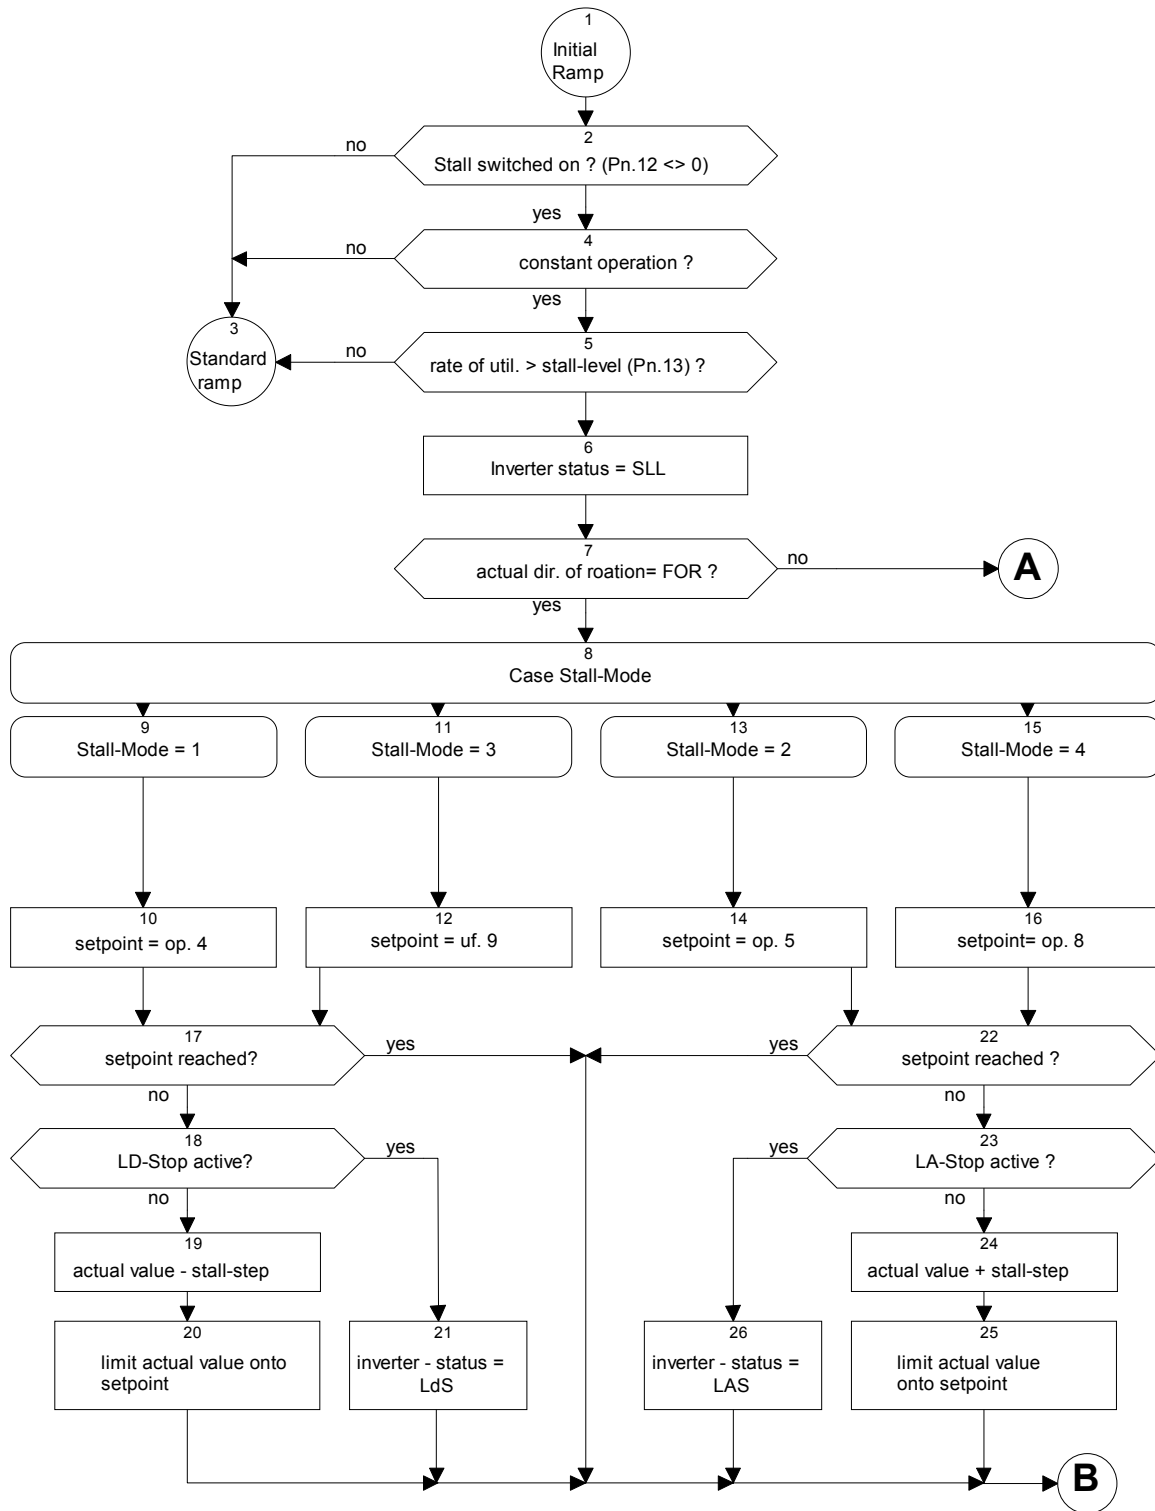 1
Initial
Ramp
2
no
Stall switched on ? (Pn.12 <> 0)
yes
4
no
constant operation ?
yes
3
Standard
ramp
5
no
rate of util. > stall-level (Pn.13) ?
6
Inverter status = SLL
7
actual dir. of roation= FOR ?
no
A
yes
8
Case Stall-Mode
9
Stall-Mode = 1
11
Stall-Mode = 3
13
Stall-Mode = 2
15
Stall-Mode = 4
10
setpoint = op. 4
12
setpoint = uf. 9
14
setpoint = op. 5
16
setpoint= op. 8
17
setpoint reached?
yes
yes
22
setpoint reached ?
no
no
18
LD-Stop active?
yes
yes
23
LA-Stop active ?
no
no
19
actual value - stall-step
24
actual value + stall-step
20
limit actual value onto
setpoint
21
inverter - status =
LdS
26
inverter - status =
LAS
25
limit actual value
onto setpoint
B